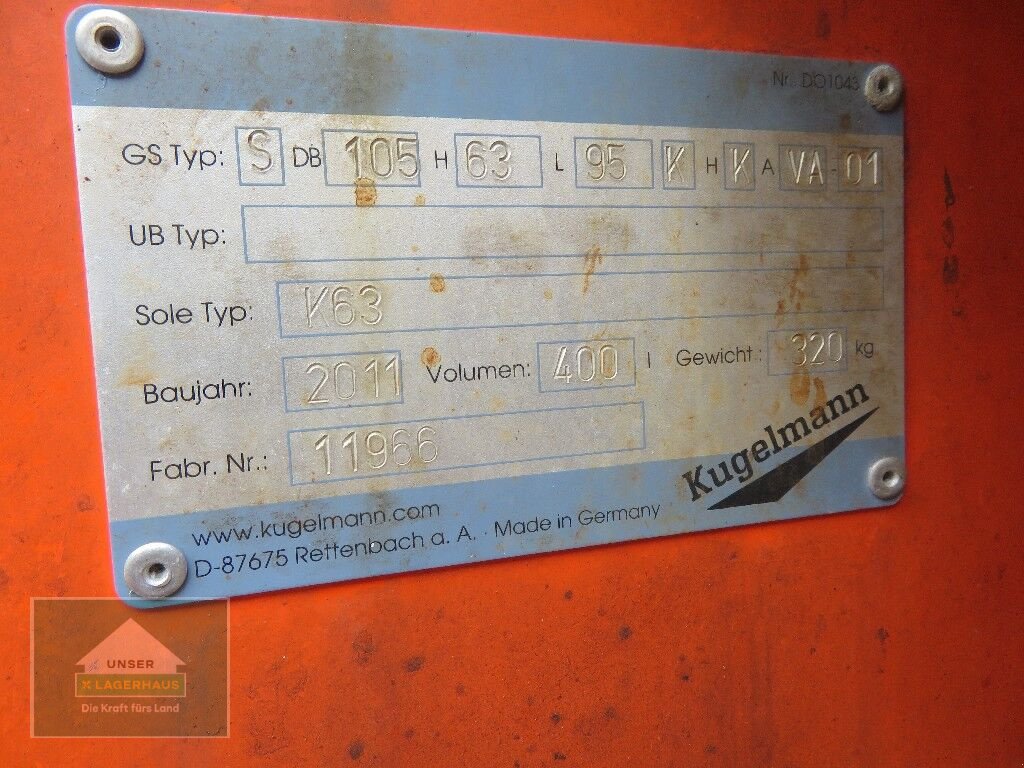 Nr. DO1043
GS Typ: S DB 105 H 63 L 95 K H K A VA-01
UB Typ:
Sole Typ: K63
Baujahr: 2011 Volumen: 400 l Gewicht.: 320 kg
Fabr. Nr.: 11966
Kugelmann
www.kugelmann.com
D-87675 Rettenbach a. A. · Made in Germany
UNSER
LAGERHAUS
Die Kraft fürs Land